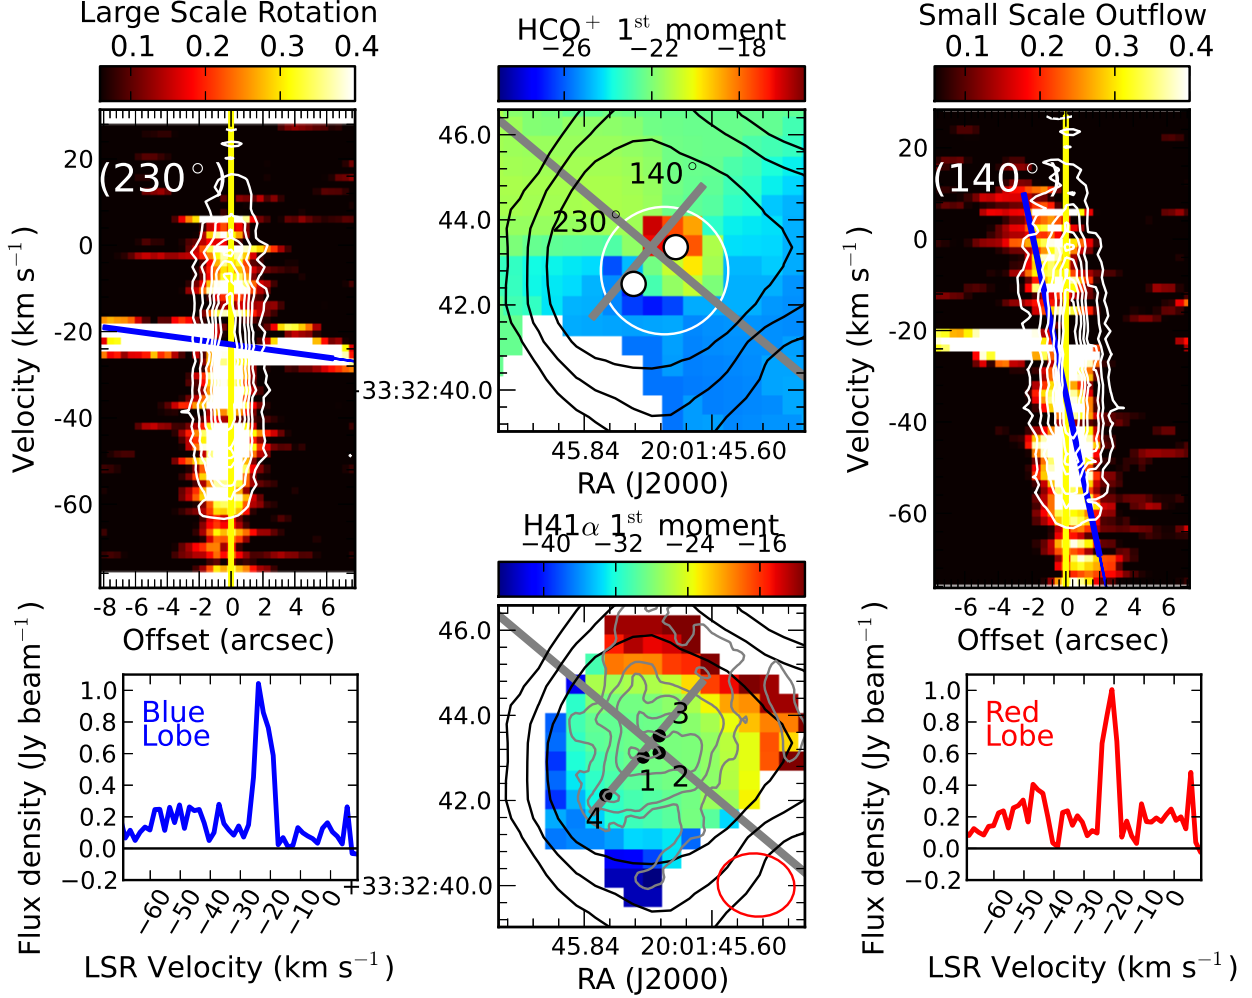 Large Scale Rotation
0.1 0.2 0.3 0.4
(230°)
20
0
-20
-40
-60
Velocity (km s⁻¹)
-8 -6 -4 -2 0 2 4 6
Offset (arcsec)
HCO⁺ 1ˢᵗ moment
−26 −22 −18
46.0
44.0
42.0
-33:32:40.0
140°
230°
45.84 20:01:45.60
RA (J2000)
Small Scale Outflow
0.1 0.2 0.3 0.4
(140°)
20
0
-20
-40
-60
Velocity (km s⁻¹)
-6 -4 -2 0 2 4 6
Offset (arcsec)
Flux density (Jy beam⁻¹)
1.0
0.8
0.6
0.4
0.2
0.0
−0.2
Blue
Lobe
−60 −50 −40 −30 −20 −10 0
LSR Velocity (km s⁻¹)
H41α 1ˢᵗ moment
−40 −32 −24 −16
46.0
44.0
42.0
+33:32:40.0
3
1 2
4
45.84 20:01:45.60
RA (J2000)
Flux density (Jy beam⁻¹)
1.0
0.8
0.6
0.4
0.2
0.0
−0.2
Red
Lobe
−60 −50 −40 −30 −20 −10 0
LSR Velocity (km s⁻¹)